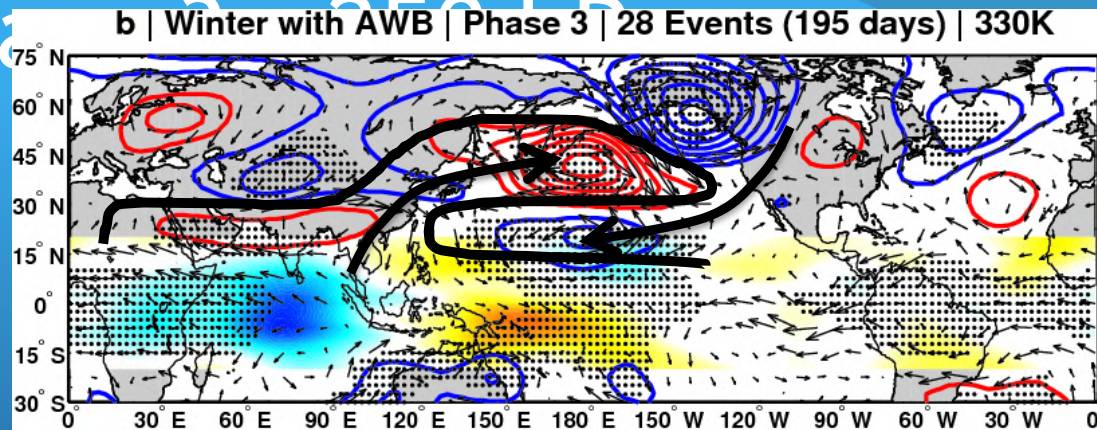 b | Winter with AWB | Phase 3 | 28 Events (195 days) | 330K
75° N
60° N
45° N
30° N
15° N
0°
15° S
30° S
0 30° E 60° E 90° E 120° E 150° E 180° 150° W 120° W 90° W 60° W 30° W 0